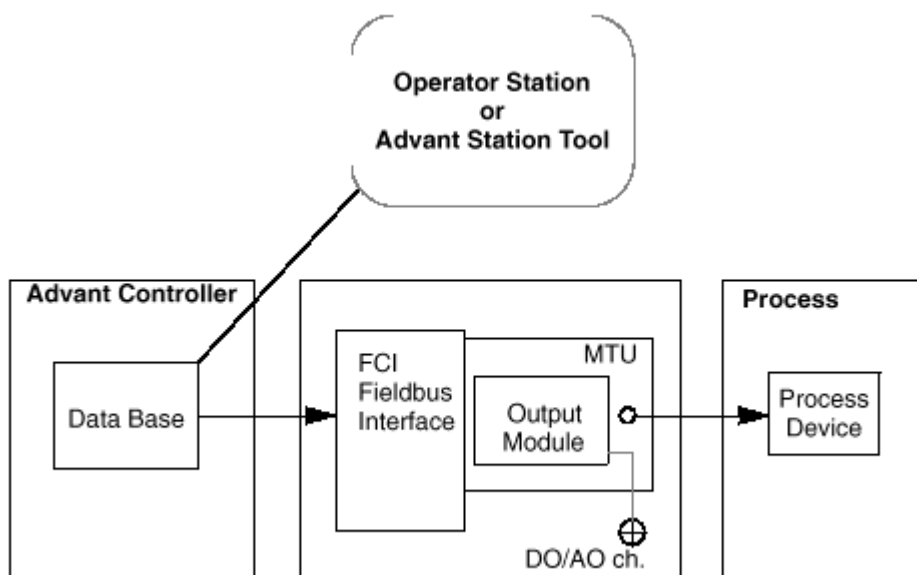 Operator Station
or
Advant Station Tool
Advant Controller
Data Base
FCI
Fieldbus
Interface
MTU
Output
Module
DO/AO ch.
Process
Process
Device